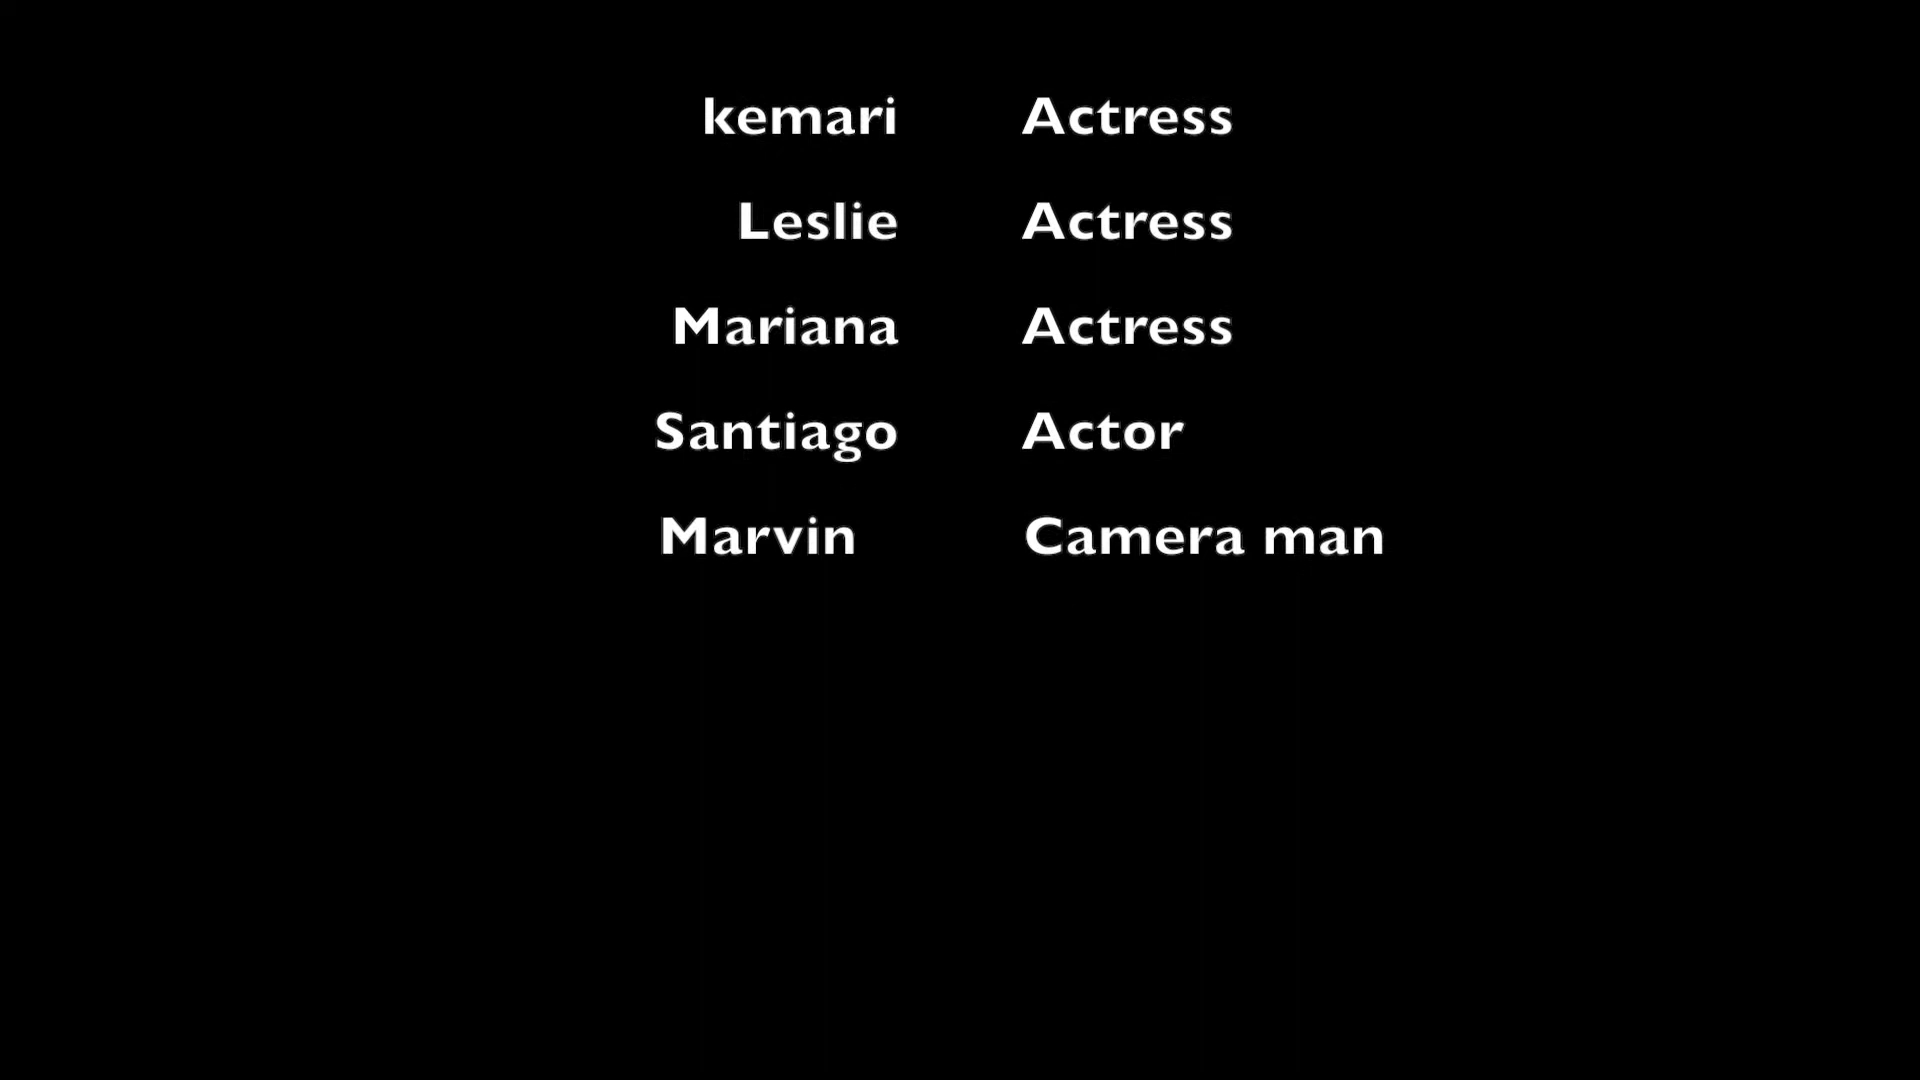 kemari Actress
Leslie Actress
Mariana Actress
Santiago Actor
Marvin Camera man